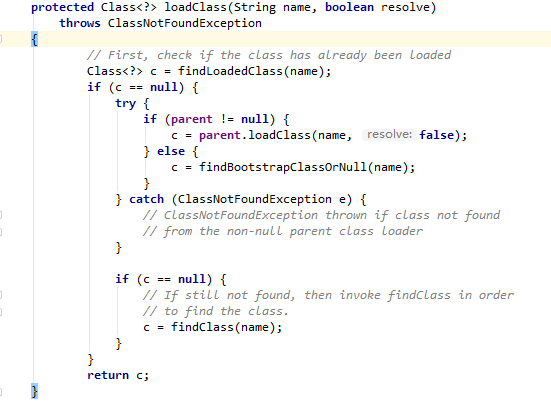 protected Class<?> loadClass(String name, boolean resolve)
    throws ClassNotFoundException
{
        // First, check if the class has already been loaded
        Class<?> c = findLoadedClass(name);
        if (c == null) {
            try {
                if (parent != null) {
                    c = parent.loadClass(name, resolve: false);
                } else {
                    c = findBootstrapClassOrNull(name);
                }
            } catch (ClassNotFoundException e) {
                // ClassNotFoundException thrown if class not found
                // from the non-null parent class loader
            }

            if (c == null) {
                // If still not found, then invoke findClass in order
                // to find the class.
                c = findClass(name);
            }
        }
        return c;
}